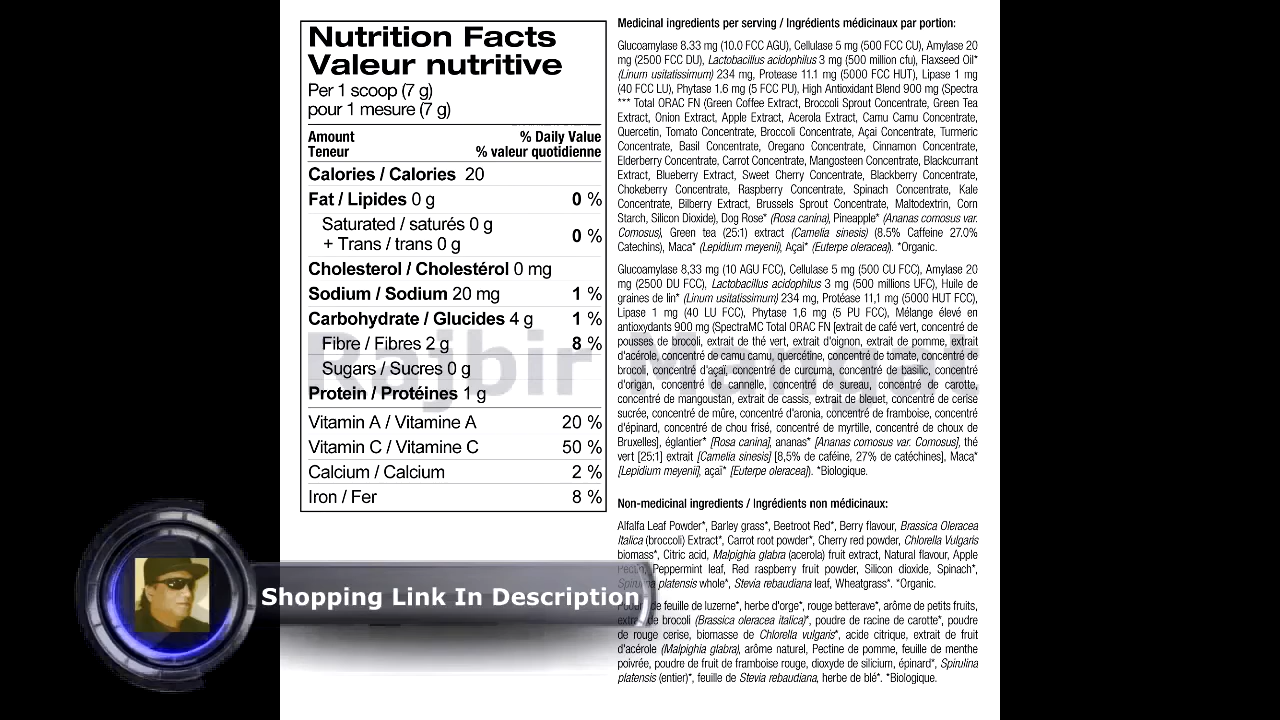 Nutrition Facts
Valeur nutritive
Per 1 scoop (7 g)
pour 1 mesure (7 g)
Amount % Daily Value
Teneur % valeur quotidienne
Calories / Calories 20
Fat / Lipides 0 g 0 %
Saturated / saturés 0 g
+ Trans / trans 0 g 0 %
Cholesterol / Cholestérol 0 mg
Sodium / Sodium 20 mg 1 %
Carbohydrate / Glucides 4 g 1 %
Fibre / Fibres 2 g 8 %
Sugars / Sucres 0 g
Protein / Protéines 1 g
Vitamin A / Vitamine A 20 %
Vitamin C / Vitamine C 50 %
Calcium / Calcium 2 %
Iron / Fer 8 %
Medicinal ingredients per serving / Ingrédients médicinaux par portion:
Glucoamylase 8.33 mg (10.0 FCC AGU), Cellulase 5 mg (500 FCC CU), Amylase 20
mg (2500 FCC DU), Lactobacillus acidophilus 3 mg (500 million cfu), Flaxseed Oil*
(Linum usitatissimum) 234 mg, Protease 11.1 mg (5000 FCC HUT), Lipase 1 mg
(40 FCC LU), Phytase 1.6 mg (5 FCC PU), High Antioxidant Blend 900 mg (Spectra
*** Total ORAC FN (Green Coffee Extract, Broccoli Sprout Concentrate, Green Tea
Extract, Onion Extract, Apple Extract, Acerola Extract, Camu Camu Concentrate,
Quercetin, Tomato Concentrate, Broccoli Concentrate, Açai Concentrate, Turmeric
Concentrate, Basil Concentrate, Oregano Concentrate, Cinnamon Concentrate,
Elderberry Concentrate, Carrot Concentrate, Mangosteen Concentrate, Blackcurrant
Extract, Blueberry Extract, Sweet Cherry Concentrate, Blackberry Concentrate,
Chokeberry Concentrate, Raspberry Concentrate, Spinach Concentrate, Kale
Concentrate, Bilberry Extract, Brussels Sprout Concentrate, Maltodextrin, Corn
Starch, Silicon Dioxide), Dog Rose* (Rosa canina), Pineapple* (Ananas comosus var.
Comosus), Green tea (25:1) extract (Camelia sinesis) (8.5% Caffeine 27.0%
Catechins), Maca* (Lepidium meyenii), Açai* (Euterpe oleracea)). *Organic.
Glucoamylase 8,33 mg (10 AGU FCC), Cellulase 5 mg (500 CU FCC), Amylase 20
mg (2500 DU FCC), Lactobacillus acidophilus 3 mg (500 millions UFC), Huile de
graines de lin* (Linum usitatissimum) 234 mg, Protéase 11,1 mg (5000 HUT FCC),
Lipase 1 mg (40 LU FCC), Phytase 1,6 mg (5 PU FCC), Mélange élevé en
antioxydants 900 mg (SpectraMC Total ORAC FN [extrait de café vert, concentré de
pousses de brocoli, extrait de thé vert, extrait d'oignon, extrait de pomme, extrait
d'acérole, concentré de camu camu, quercétine, concentré de tomate, concentré de
brocoli, concentré d'açaï, concentré de curcuma, concentré de basilic, concentré
d'origan, concentré de cannelle, concentré de sureau, concentré de carotte,
concentré de mangoustan, extrait de cassis, extrait de bleuet, concentré de cerise
sucrée, concentré de mûre, concentré d'aronia, concentré de framboise, concentré
d'épinard, concentré de chou frisé, concentré de myrtille, concentré de choux de
Bruxelles], églantier* [Rosa canina], ananas* [Ananas comosus var. Comosus], thé
vert [25:1] extrait [Camelia sinesis] [8,5% de caféine, 27% de catéchines], Maca*
[Lepidium meyenii], açaï* [Euterpe oleracea]). *Biologique.
Rajbir Manga
Non-medicinal ingredients / Ingrédients non médicinaux:
Alfalfa Leaf Powder*, Barley grass*, Beetroot Red*, Berry flavour, Brassica Oleracea
Italica (broccoli) Extract*, Carrot root powder*, Cherry red powder, Chlorella Vulgaris
biomass*, Citric acid, Malpighia glabra (acerola) fruit extract, Natural flavour, Apple
Pectin, Peppermint leaf, Red raspberry fruit powder, Silicon dioxide, Spinach*,
Spirulina platensis whole*, Stevia rebaudiana leaf, Wheatgrass*. *Organic.
Poudre de feuille de luzerne*, herbe d'orge*, rouge betterave*, arôme de petits fruits,
extrait de brocoli (Brassica oleracea italica)*, poudre de racine de carotte*, poudre
de rouge cerise, biomasse de Chlorella vulgaris*, acide citrique, extrait de fruit
d'acérole (Malpighia glabra), arôme naturel, Pectine de pomme, feuille de menthe
poivrée, poudre de fruit de framboise rouge, dioxyde de silicium, épinard*, Spirulina
platensis (entier)*, feuille de Stevia rebaudiana, herbe de blé*. *Biologique.
Shopping Link In Description